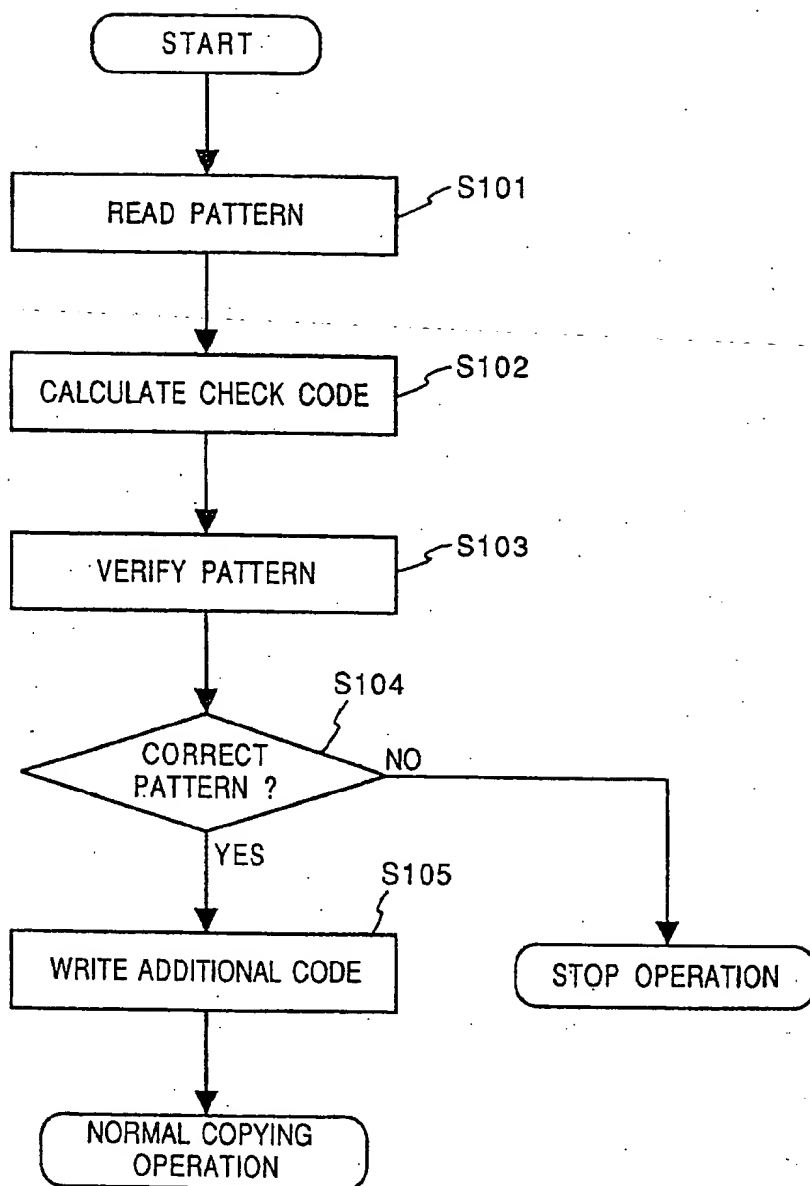 START
READ PATTERN
S101
CALCULATE CHECK CODE
S102
VERIFY PATTERN
S103
S104
CORRECT
PATTERN ?
NO
YES
S105
WRITE ADDITIONAL CODE
STOP OPERATION
NORMAL COPYING
OPERATION